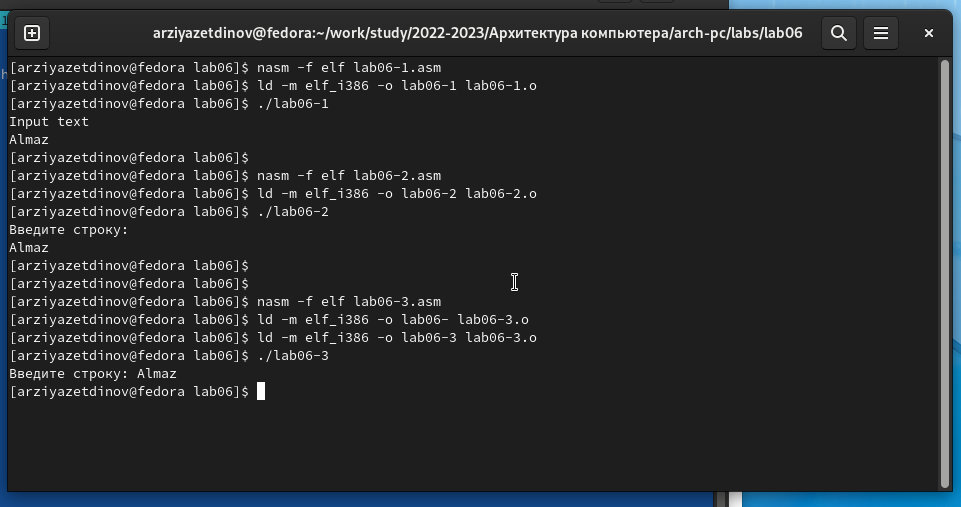 arziyazetdinov@fedora:~/work/study/2022-2023/Архитектура компьютера/arch-pc/labs/lab06
[arziyazetdinov@fedora lab06]$ nasm -f elf lab06-1.asm
[arziyazetdinov@fedora lab06]$ ld -m elf_i386 -o lab06-1 lab06-1.o
[arziyazetdinov@fedora lab06]$ ./lab06-1
Input text
Almaz
[arziyazetdinov@fedora lab06]$
[arziyazetdinov@fedora lab06]$ nasm -f elf lab06-2.asm
[arziyazetdinov@fedora lab06]$ ld -m elf_i386 -o lab06-2 lab06-2.o
[arziyazetdinov@fedora lab06]$ ./lab06-2
Введите строку:
Almaz
[arziyazetdinov@fedora lab06]$
[arziyazetdinov@fedora lab06]$
[arziyazetdinov@fedora lab06]$ nasm -f elf lab06-3.asm
[arziyazetdinov@fedora lab06]$ ld -m elf_i386 -o lab06- lab06-3.o
[arziyazetdinov@fedora lab06]$ ld -m elf_i386 -o lab06-3 lab06-3.o
[arziyazetdinov@fedora lab06]$ ./lab06-3
Введите строку: Almaz
[arziyazetdinov@fedora lab06]$